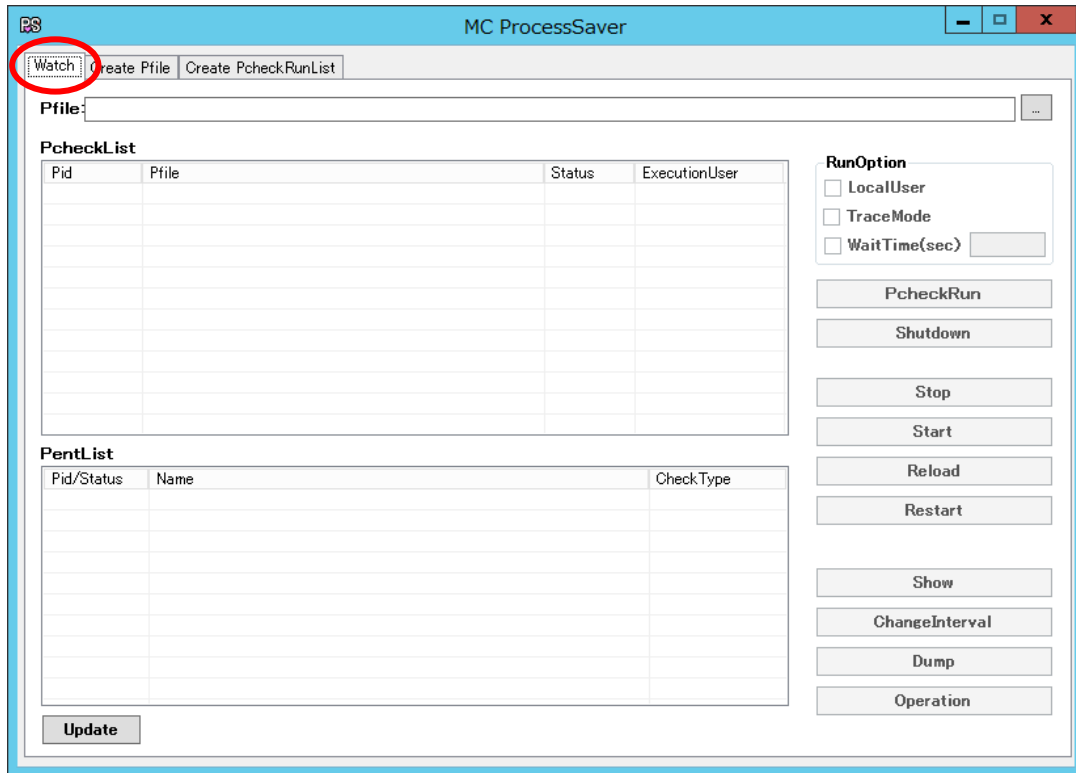 PS MC ProcessSaver
Watch Create Pfile Create PcheckRunList
Pfile: ...
PcheckList
Pid Pfile Status ExecutionUser
RunOption
LocalUser
TraceMode
WaitTime(sec)
PcheckRun
Shutdown
Stop
Start
Reload
Restart
PentList
Pid/Status Name CheckType
Show
ChangeInterval
Dump
Operation
Update